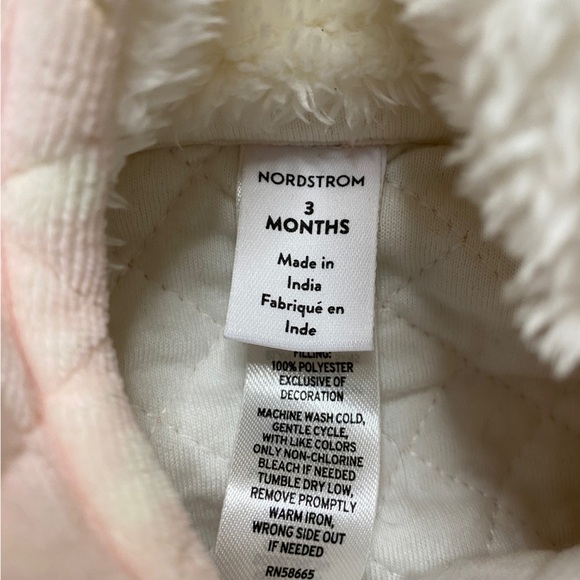 NORDSTROM
3
MONTHS
Made in
India
Fabriqué en
Inde
FILLING:
100% POLYESTER
EXCLUSIVE OF
DECORATION
MACHINE WASH COLD,
GENTLE CYCLE,
WITH LIKE COLORS
ONLY NON-CHLORINE
BLEACH IF NEEDED
TUMBLE DRY LOW,
REMOVE PROMPTLY
WARM IRON,
WRONG SIDE OUT
IF NEEDED
RN58665